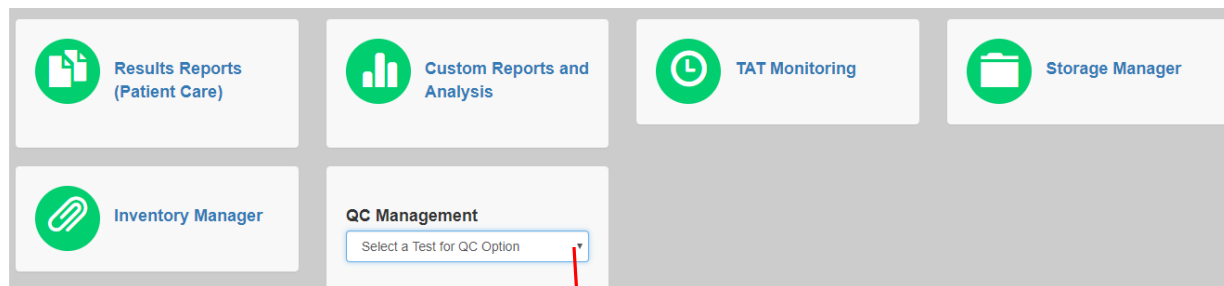 Results Reports
(Patient Care)
Custom Reports and
Analysis
TAT Monitoring
Storage Manager
Inventory Manager
QC Management
Select a Test for QC Option